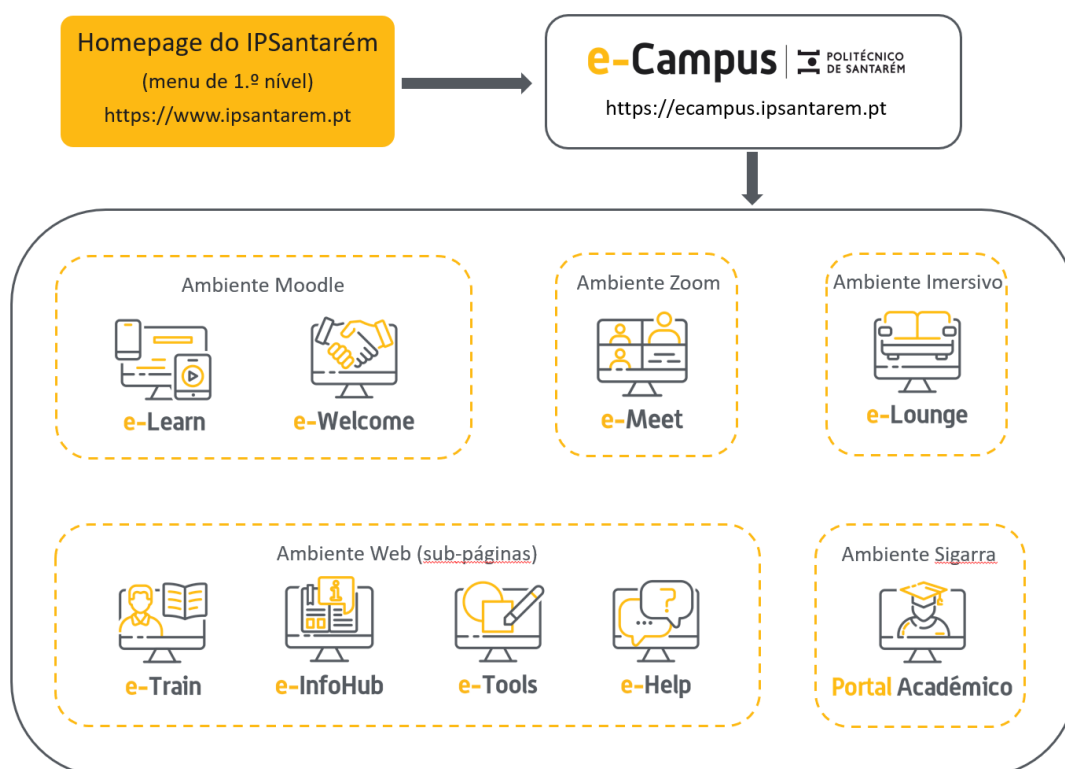 Homepage do IPSantarém
(menu de 1.º nível)
https://www.ipsantarem.pt
e-Campus
POLITÉCNICO
DE SANTARÉM
https://ecampus.ipsantarem.pt
Ambiente Moodle
e-Learn
e-Welcome
Ambiente Zoom
e-Meet
Ambiente Imersivo
e-Lounge
Ambiente Web (sub-páginas)
e-Train
i
e-InfoHub
e-Tools
?
e-Help
Ambiente Sigarra
Portal Académico